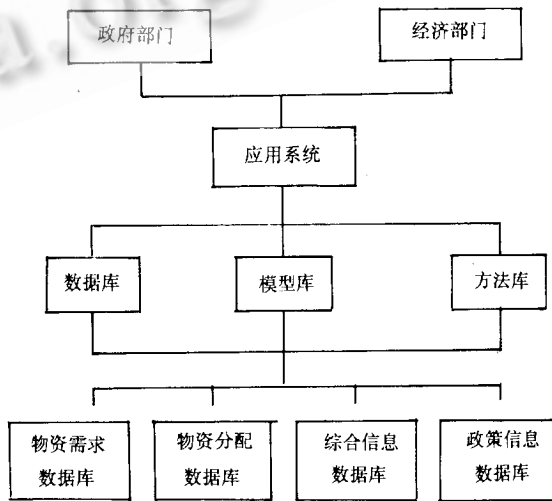 政府部门
经济部门
应用系统
数据库
模型库
方法库
物资需求
数据库
物资分配
数据库
综合信息
数据库
政策信息
数据库